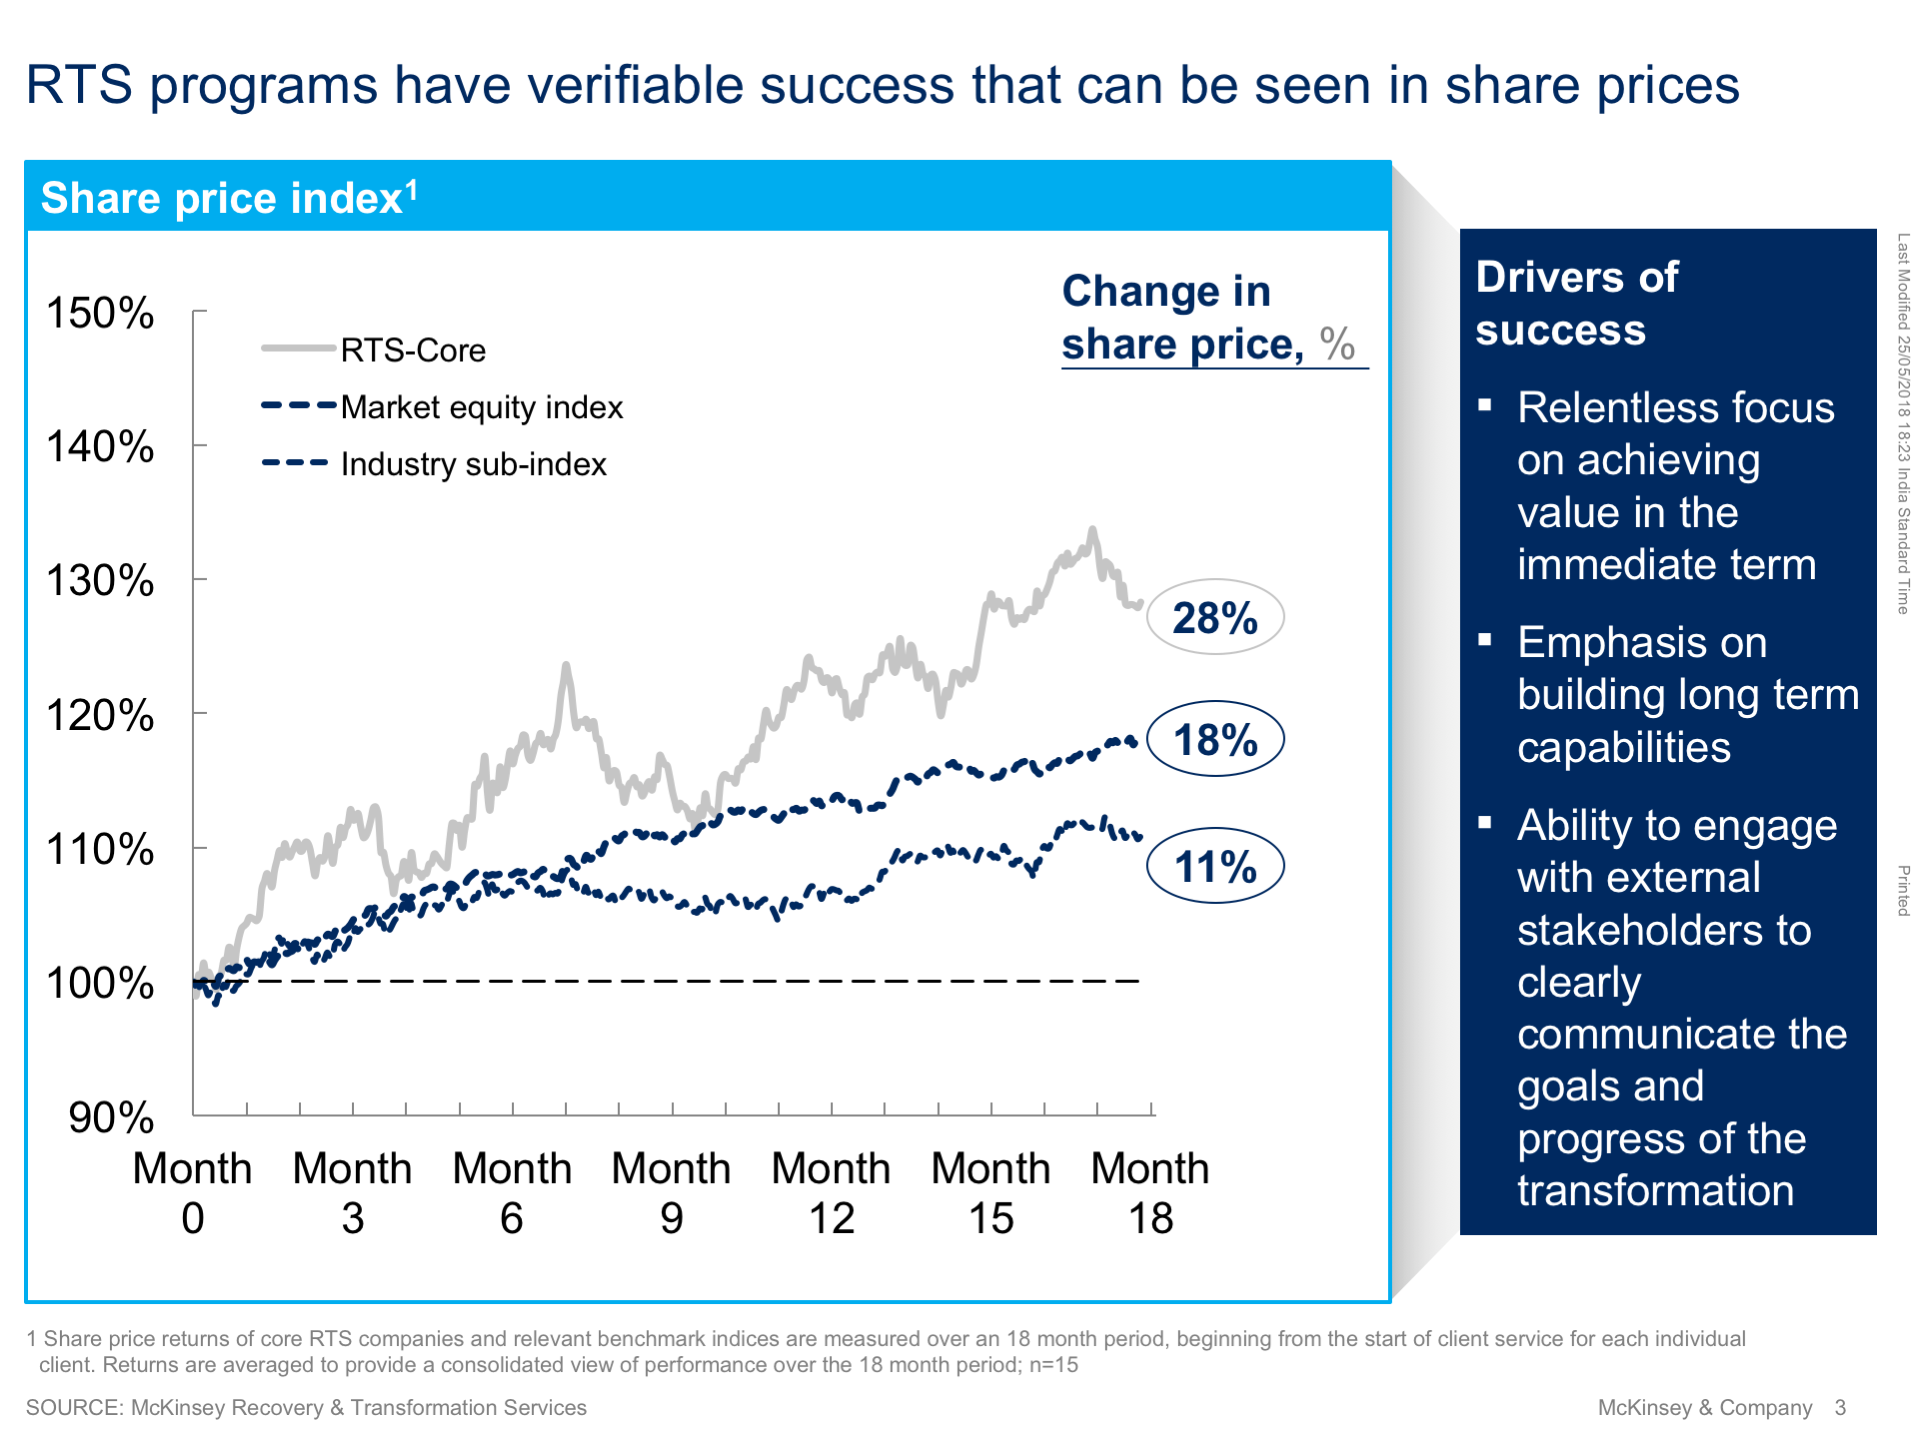 RTS programs have verifiable success that can be seen in share prices
Share price index1
Change in
share price, %
150%
140%
130%
120%
110%
100%
90%
RTS-Core
Market equity index
Industry sub-index
28%
18%
11%
Month Month Month Month Month Month Month
0 3 6 9 12 15 18
Drivers of
success
▪ Relentless focus
on achieving
value in the
immediate term
▪ Emphasis on
building long term
capabilities
▪ Ability to engage
with external
stakeholders to
clearly
communicate the
goals and
progress of the
transformation
Last Modified 25/05/2018 18:23 India Standard Time
Printed
1 Share price returns of core RTS companies and relevant benchmark indices are measured over an 18 month period, beginning from the start of client service for each individual
client. Returns are averaged to provide a consolidated view of performance over the 18 month period; n=15
SOURCE: McKinsey Recovery & Transformation Services
McKinsey & Company 3